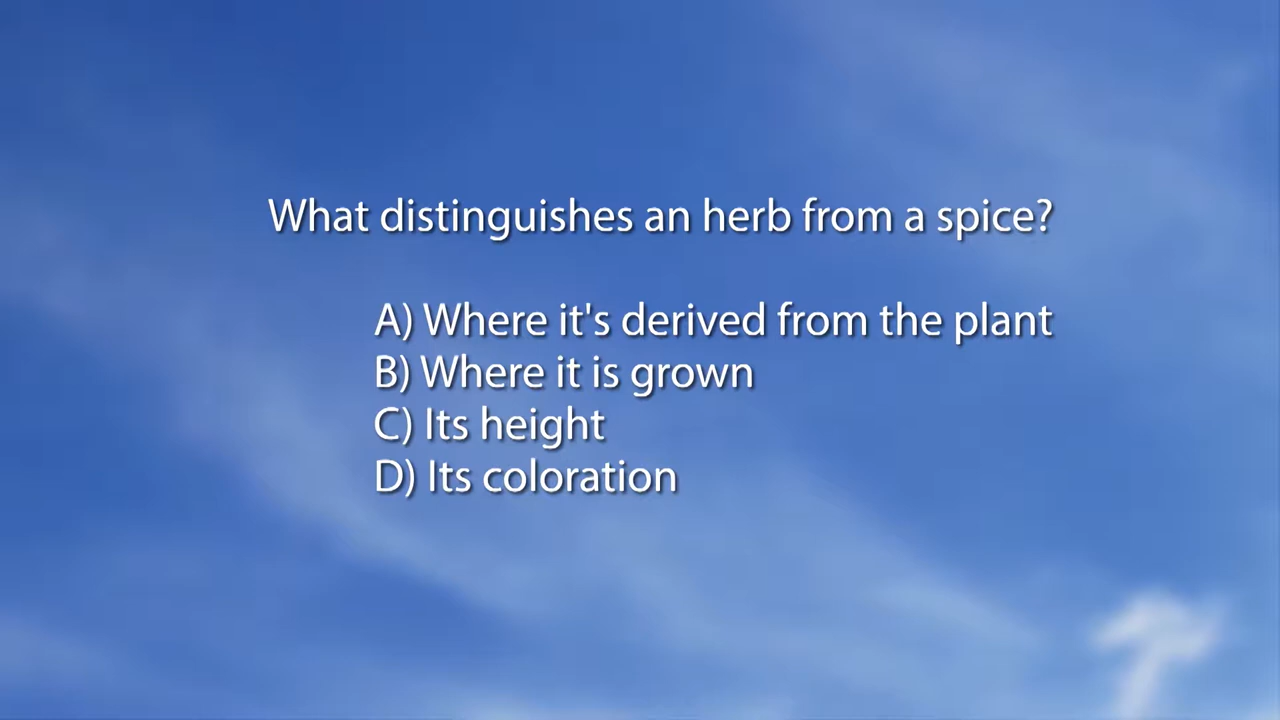 What distinguishes an herb from a spice?
A) Where it's derived from the plant
B) Where it is grown
C) Its height
D) Its coloration